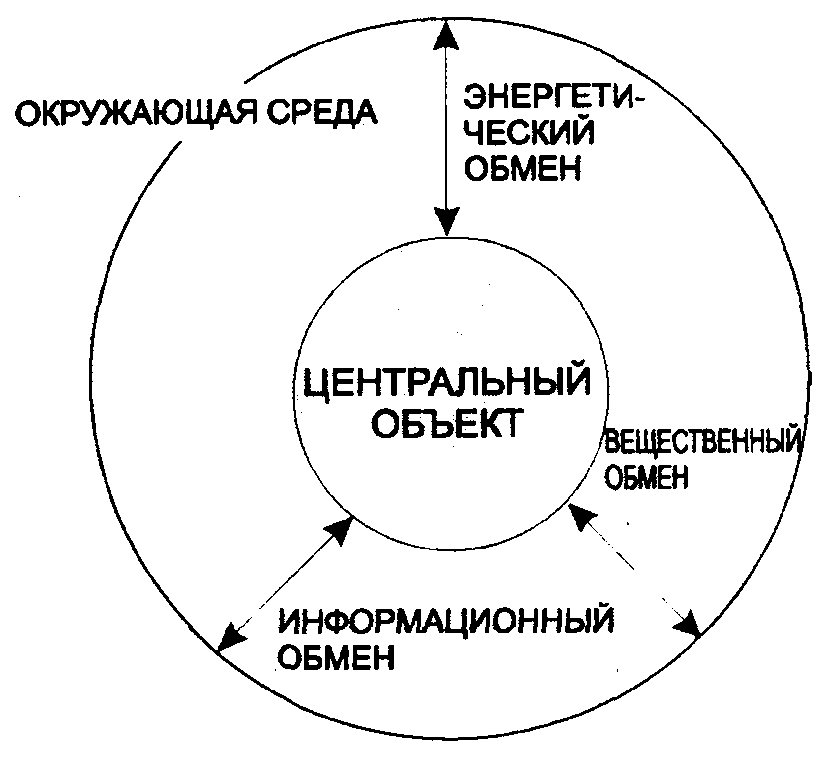 ОКРУЖАЮЩАЯ СРЕДА
ЭНЕРГЕТИ-
ЧЕСКИЙ
ОБМЕН
ЦЕНТРАЛЬНЫЙ
ОБЪЕКТ
ВЕЩЕСТВЕННЫЙ
ОБМЕН
ИНФОРМАЦИОННЫЙ
ОБМЕН